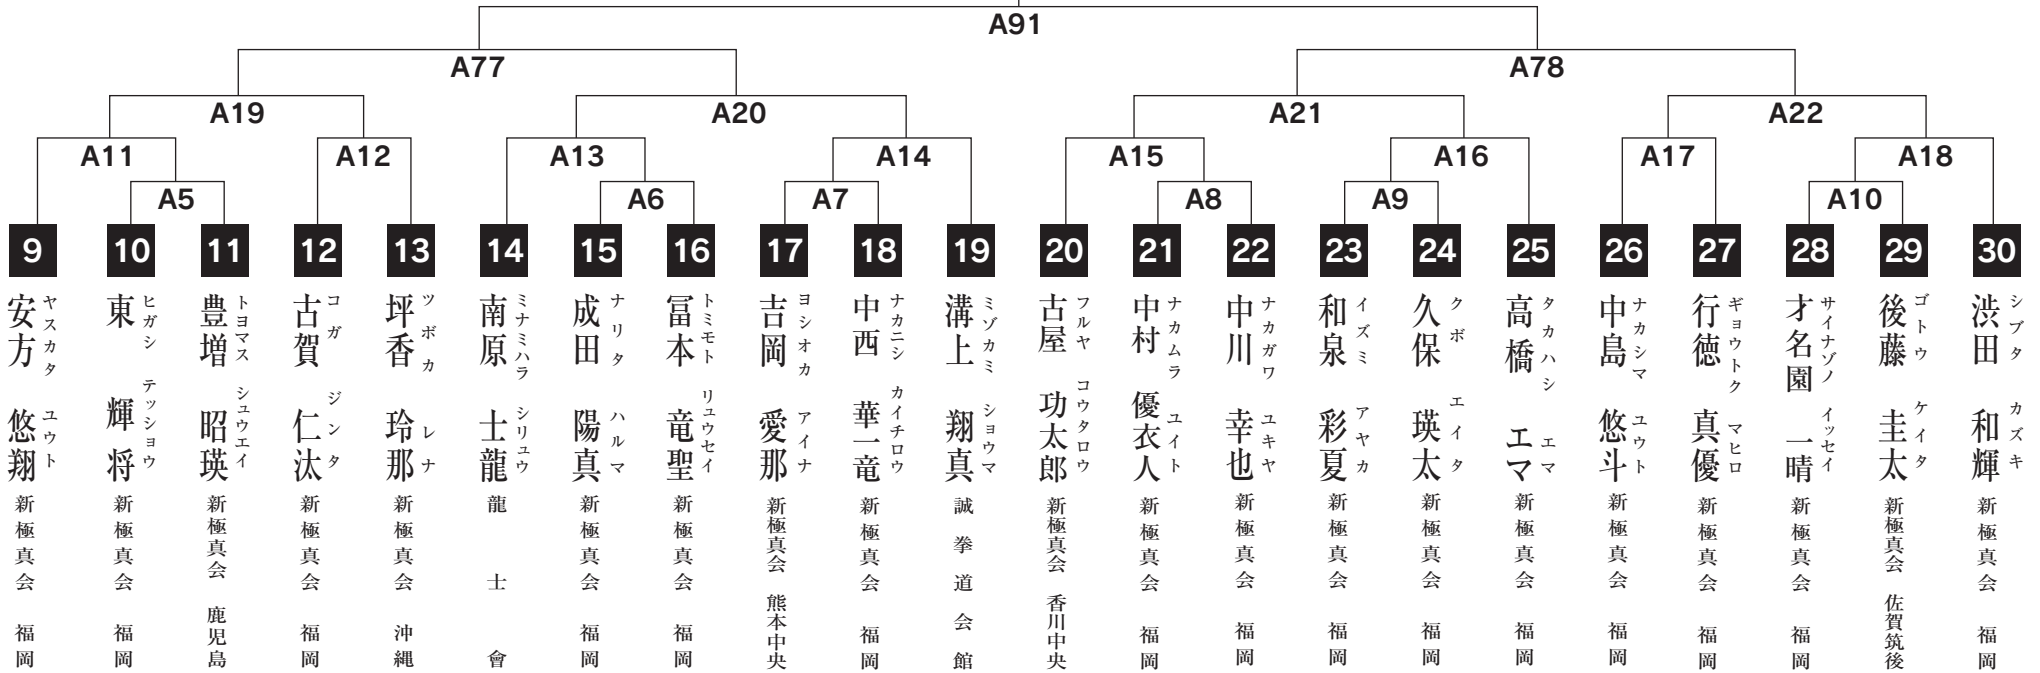 A91
A77
A78
A19
A20
A21
A22
A11
A12
A13
A14
A15
A16
A17
A18
A5
A6
A7
A8
A9
A10
9
安方 悠翔
ヤスカタ ユウト
新極真会 福岡
10
東 輝将
ヒガシ テッショウ
新極真会 福岡
11
豊増 昭瑛
トヨマス シュウエイ
新極真会 鹿児島
12
古賀 仁汰
コガ ジンタ
新極真会 福岡
13
坪香 玲那
ツボカ レナ
新極真会 沖縄
14
南原 士龍
ミナミハラ シリュウ
龍士會
15
成田 陽真
ナリタ ハルマ
新極真会 福岡
16
冨本 竜聖
トミモト リュウセイ
新極真会 福岡
17
吉岡 愛那
ヨシオカ アイナ
新極真会 熊本中央
18
中西 華一竜
ナカニシ カイチロウ
新極真会 福岡
19
溝上 翔真
ミゾカミ ショウマ
誠拳道会館
20
古屋 功太郎
フルヤ コウタロウ
新極真会 香川中央
21
中村 優衣人
ナカムラ ユイト
新極真会 福岡
22
中川 幸也
ナカガワ ユキヤ
新極真会 福岡
23
和泉 彩夏
イズミ アヤカ
新極真会 福岡
24
久保 瑛太
クボ エイタ
新極真会 福岡
25
高橋 エマ
タカハシ エマ
新極真会 福岡
26
中島 悠斗
ナカシマ ユウト
新極真会 福岡
27
行徳 真優
ギョウトク マヒロ
新極真会 福岡
28
才名園 一晴
サイナゾノ イッセイ
新極真会 福岡
29
後藤 圭太
ゴトウ ケイタ
新極真会 佐賀筑後
30
渋田 和輝
シブタ カズキ
新極真会 福岡